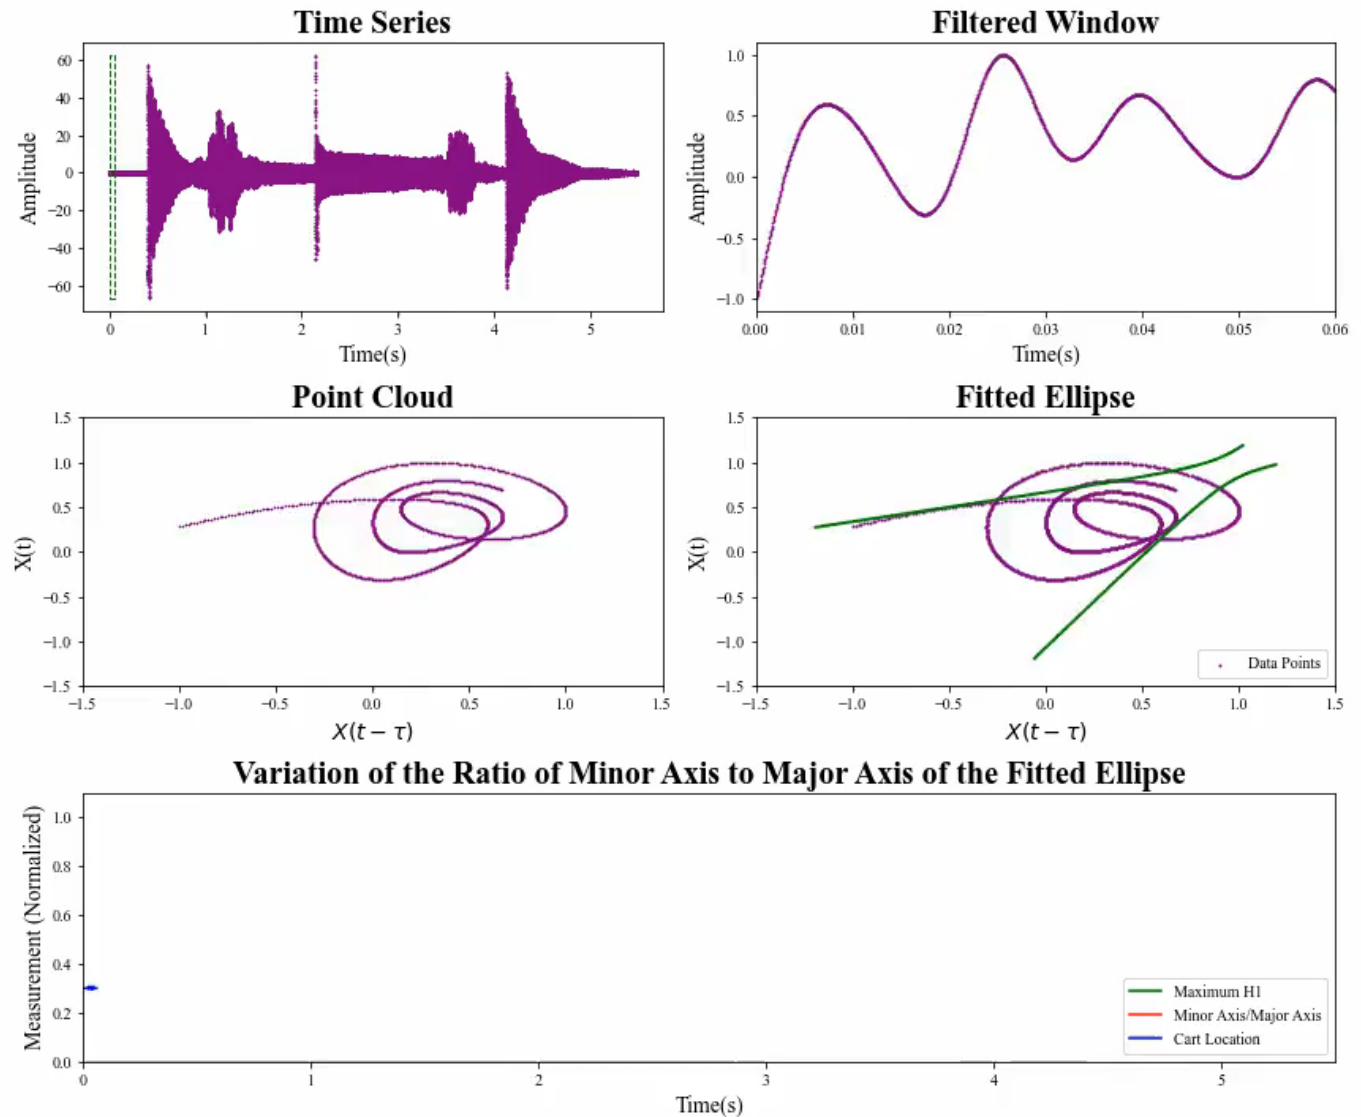 Time Series
60
40
20
0
−20
−40
−60
Amplitude
0 1 2 3 4 5
Time(s)
Filtered Window
1.0
0.5
0.0
−0.5
−1.0
Amplitude
0.00 0.01 0.02 0.03 0.04 0.05 0.06
Time(s)
Point Cloud
1.5
1.0
0.5
0.0
−0.5
−1.0
−1.5
X(t)
−1.5 −1.0 −0.5 0.0 0.5 1.0 1.5
X(t − τ)
Fitted Ellipse
1.5
1.0
0.5
0.0
−0.5
−1.0
−1.5
X(t)
Data Points
−1.5 −1.0 −0.5 0.0 0.5 1.0 1.5
X(t − τ)
Variation of the Ratio of Minor Axis to Major Axis of the Fitted Ellipse
1.0
0.8
0.6
0.4
0.2
0.0
Measurement (Normalized)
Maximum H1
Minor Axis/Major Axis
Cart Location
0 1 2 3 4 5
Time(s)